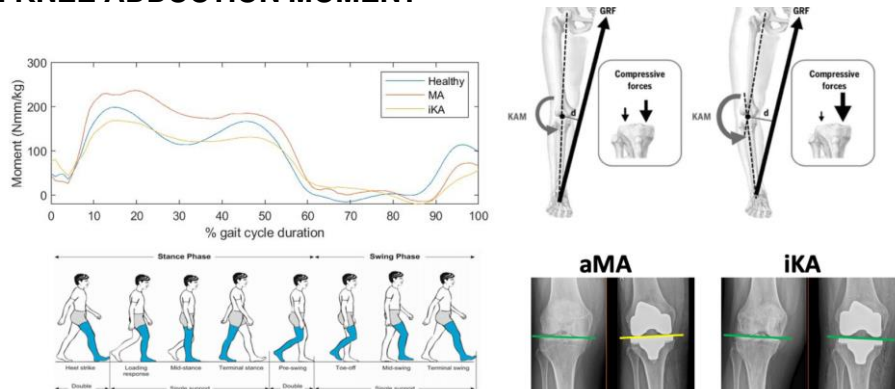 KNEE ABDUCTION MOMENT
Moment (Nmm/kg)
300
200
100
0
Healthy
MA
iKA
0 10 20 30 40 50 60 70 80 90 100
% gait cycle duration
GRF
Compressive
forces
KAM
d
GRF
Compressive
forces
KAM
d
Stance Phase
Swing Phase
Heel strike
Loading
response
Mid-stance
Terminal stance
Pre-swing
Toe-off
Mid-swing
Terminal swing
Double
Single support
Double
Single support
aMA
iKA